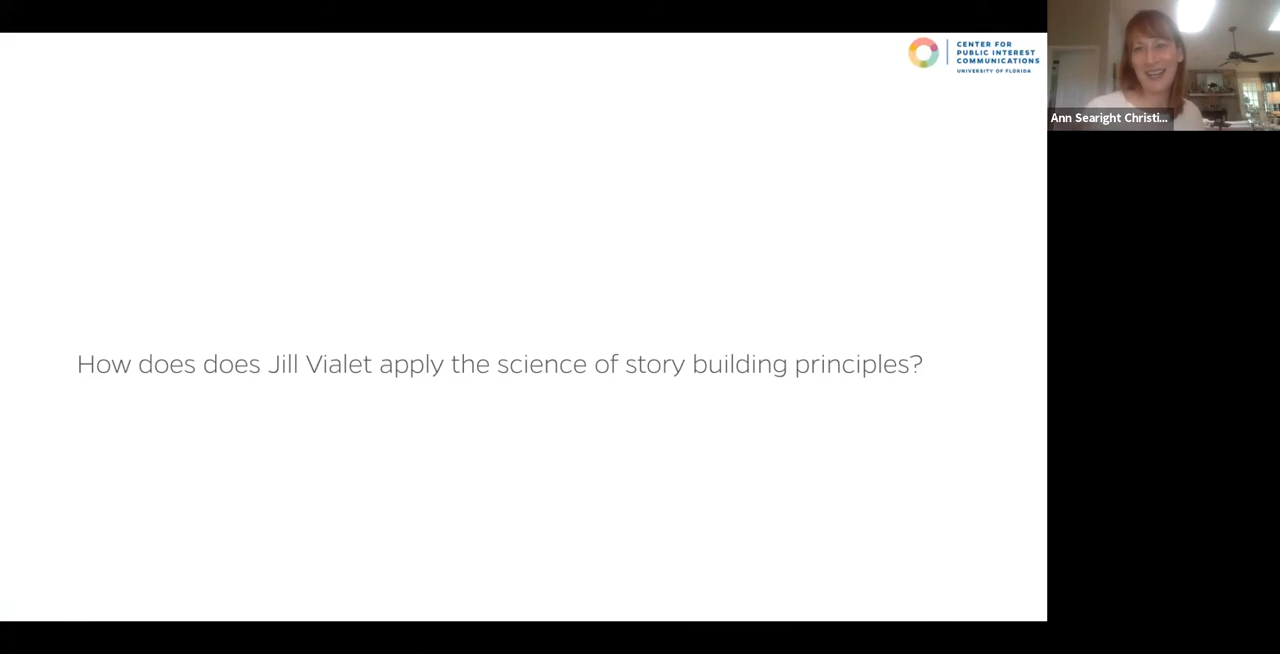 CENTER FOR
PUBLIC INTEREST
COMMUNICATIONS
UNIVERSITY OF FLORIDA
Ann Searight Christi...
How does does Jill Vialet apply the science of story building principles?